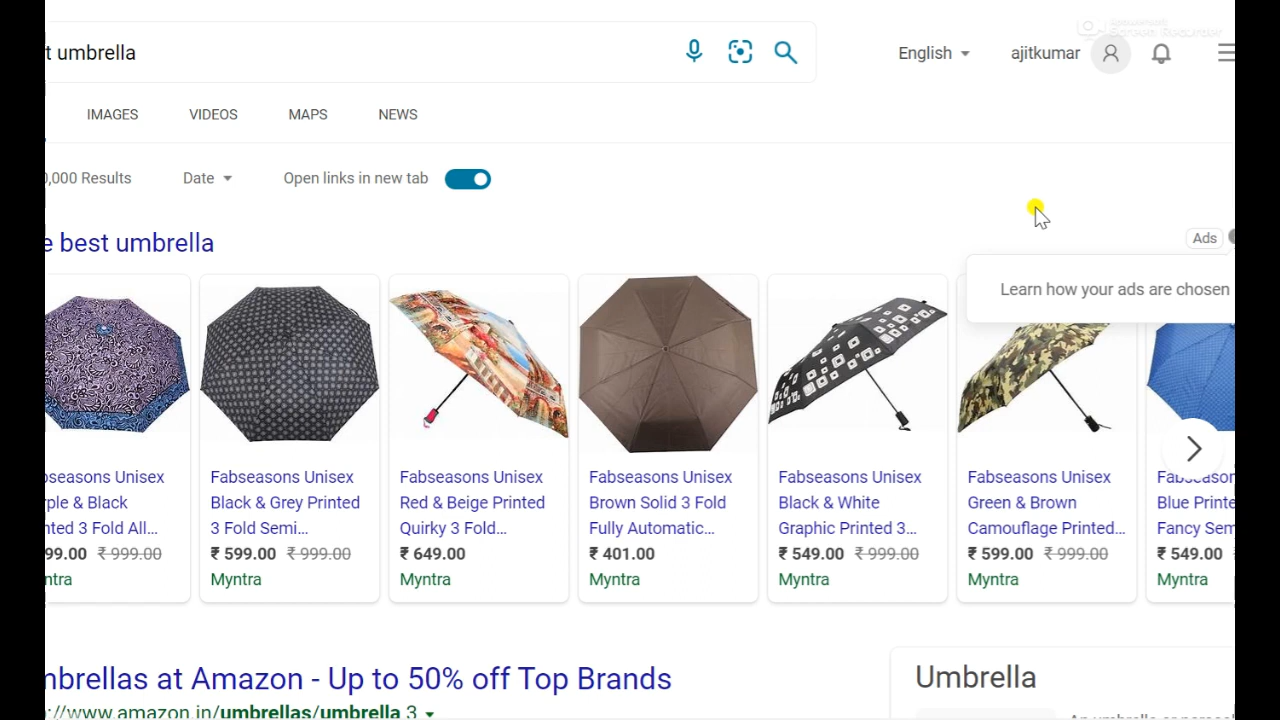 Apowersoft
Screen Recorder
t umbrella
English
ajitkumar
IMAGES
VIDEOS
MAPS
NEWS
0,000 Results
Date
Open links in new tab
e best umbrella
Ads
Learn how your ads are chosen
seasons Unisex
ple & Black
nted 3 Fold All...
99.00 ₹ 999.00
ntra
Fabseasons Unisex
Black & Grey Printed
3 Fold Semi...
₹ 599.00 ₹ 999.00
Myntra
Fabseasons Unisex
Red & Beige Printed
Quirky 3 Fold...
₹ 649.00
Myntra
Fabseasons Unisex
Brown Solid 3 Fold
Fully Automatic...
₹ 401.00
Myntra
Fabseasons Unisex
Black & White
Graphic Printed 3...
₹ 549.00 ₹ 999.00
Myntra
Fabseasons Unisex
Green & Brown
Camouflage Printed...
₹ 599.00 ₹ 999.00
Myntra
Fabseason
Blue Printe
Fancy Sem
₹ 549.00
Myntra
mbrellas at Amazon - Up to 50% off Top Brands
://www.amazon.in/umbrellas/umbrella 3
Umbrella